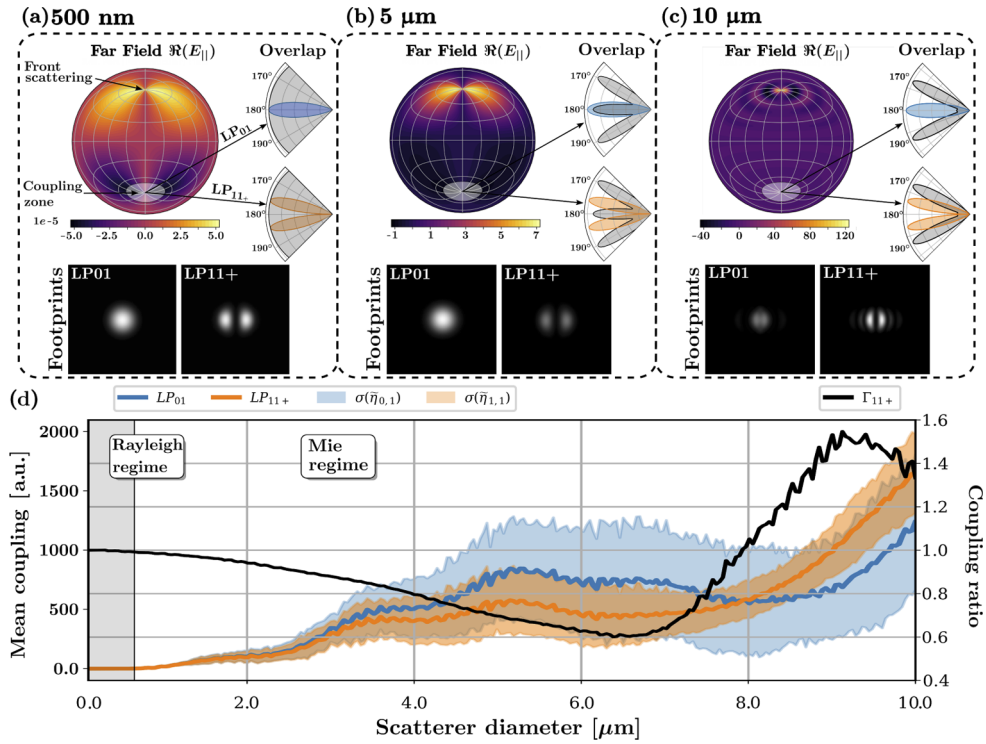 (a) 500 nm
Far Field ℜ(E||)
Overlap
Front
scattering
170°
180°
190°
LP01
Coupling
zone
LP11+
170°
180°
190°
1e−5
-5.0 -2.5 0.0 2.5 5.0
Footprints
LP01
LP11+
(b) 5 μm
Far Field ℜ(E||)
Overlap
170°
180°
190°
170°
180°
190°
-1 1 3 5 7
Footprints
LP01
LP11+
(c) 10 μm
Far Field ℜ(E||)
Overlap
170°
180°
190°
170°
180°
190°
-40 0 40 80 120
Footprints
LP01
LP11+
(d)
LP01
LP11+
σ(η̃0,1)
σ(η̃1,1)
Γ11+
Rayleigh
regime
Mie
regime
Mean coupling [a.u.]
2000
1500
1000
500
0.0
Coupling ratio
1.6
1.4
1.2
1.0
0.8
0.6
0.4
0.0 2.0 4.0 6.0 8.0 10.0
Scatterer diameter [μm]